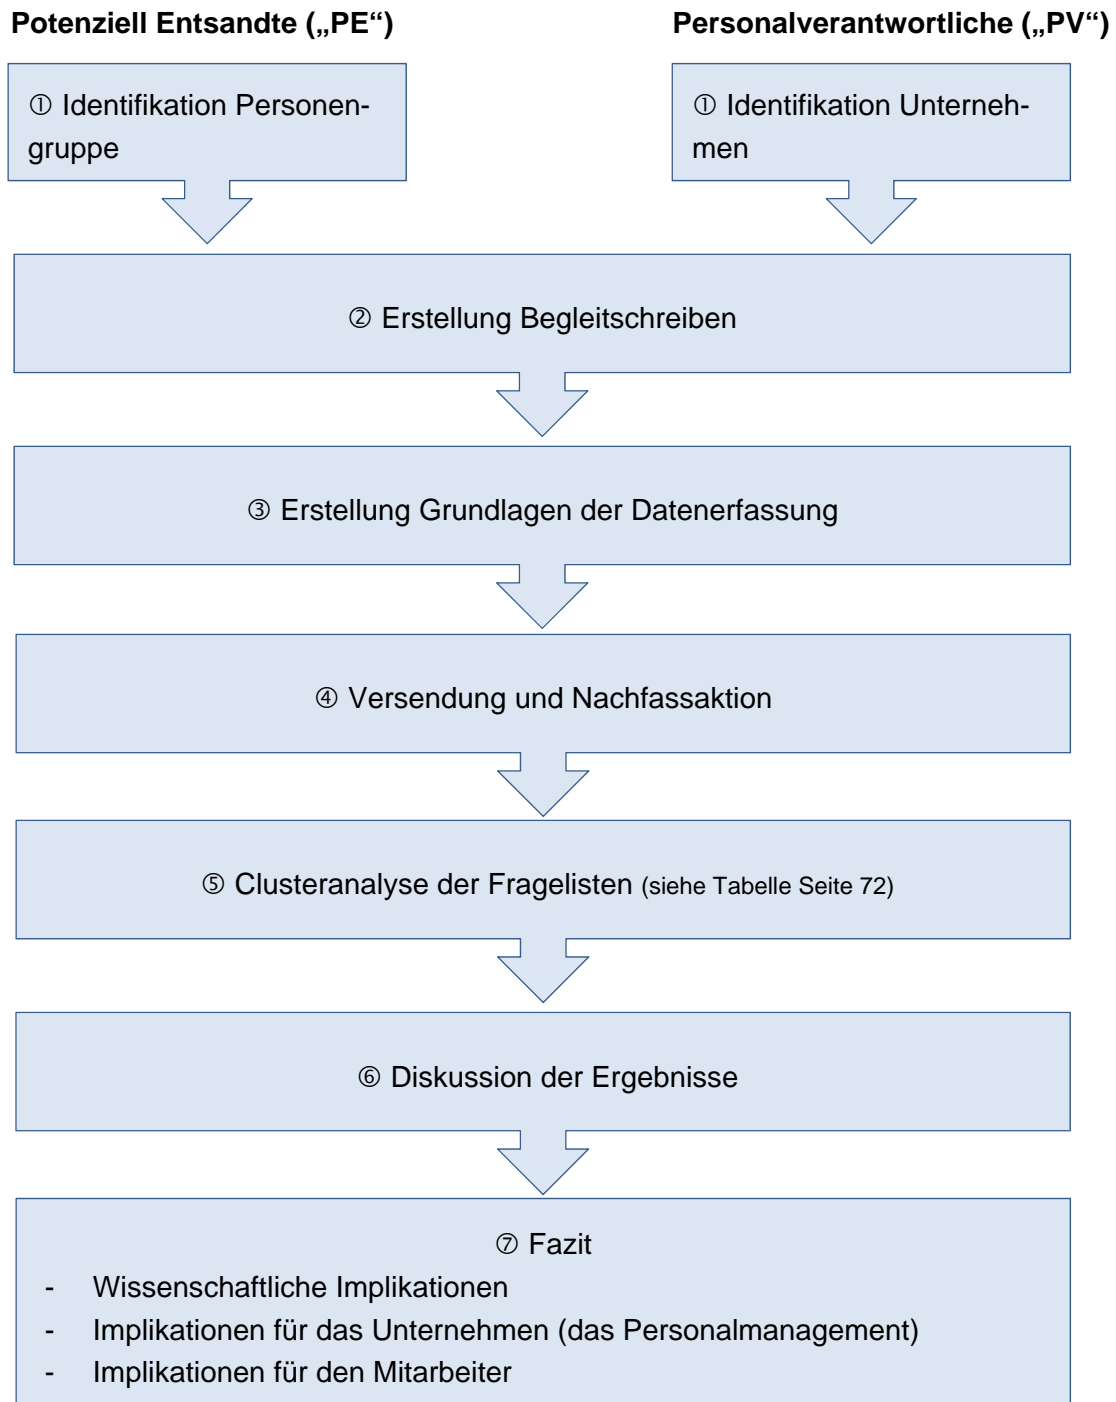 Potenziell Entsandte („PE“)
Personalverantwortliche („PV“)
① Identifikation Personen-
gruppe
① Identifikation Unterneh-
men
② Erstellung Begleitschreiben
③ Erstellung Grundlagen der Datenerfassung
④ Versendung und Nachfassaktion
⑤ Clusteranalyse der Fragelisten (siehe Tabelle Seite 72)
⑥ Diskussion der Ergebnisse
⑦ Fazit
- Wissenschaftliche Implikationen
- Implikationen für das Unternehmen (das Personalmanagement)
- Implikationen für den Mitarbeiter